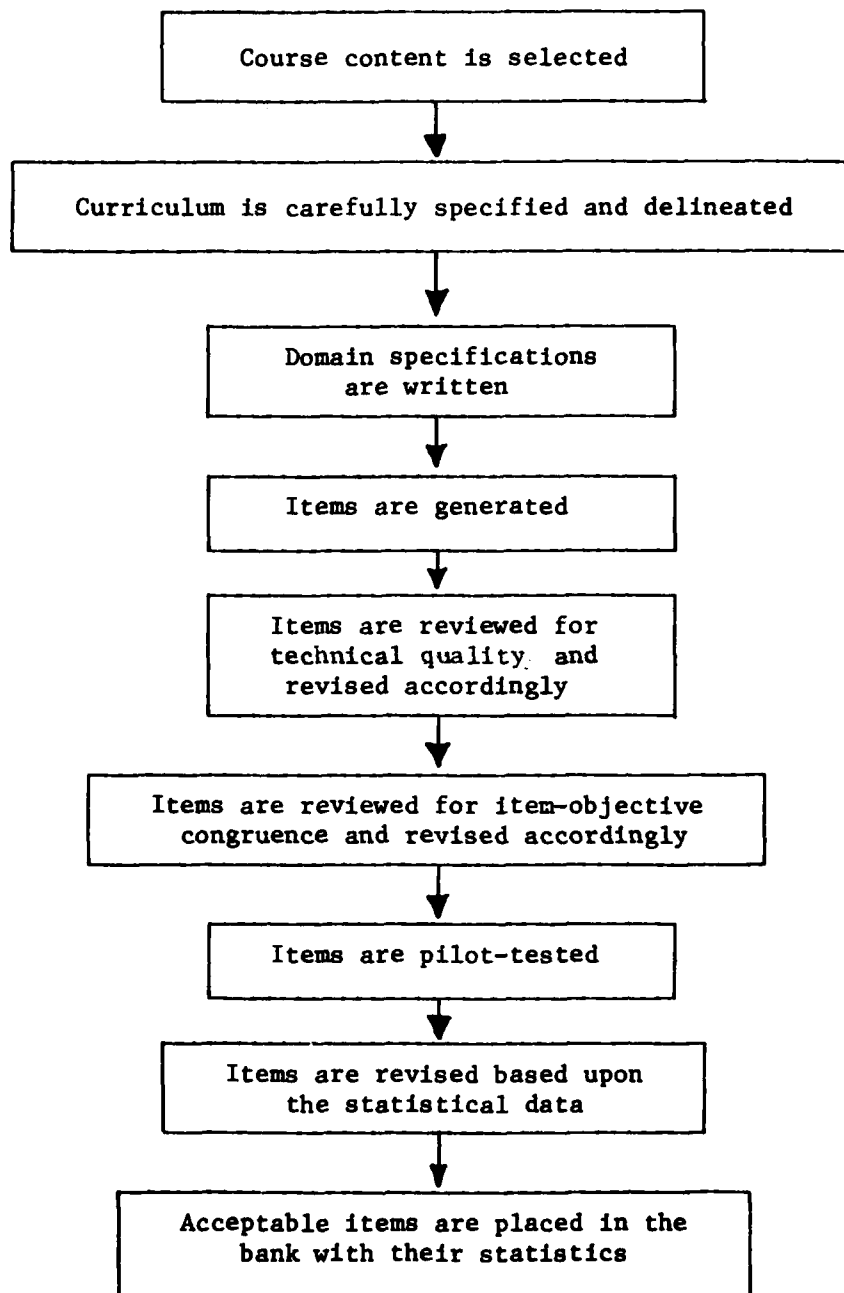 Course content is selected
Curriculum is carefully specified and delineated
Domain specifications
are written
Items are generated
Items are reviewed for
technical quality and
revised accordingly
Items are reviewed for item-objective
congruence and revised accordingly
Items are pilot-tested
Items are revised based upon
the statistical data
Acceptable items are placed in the
bank with their statistics